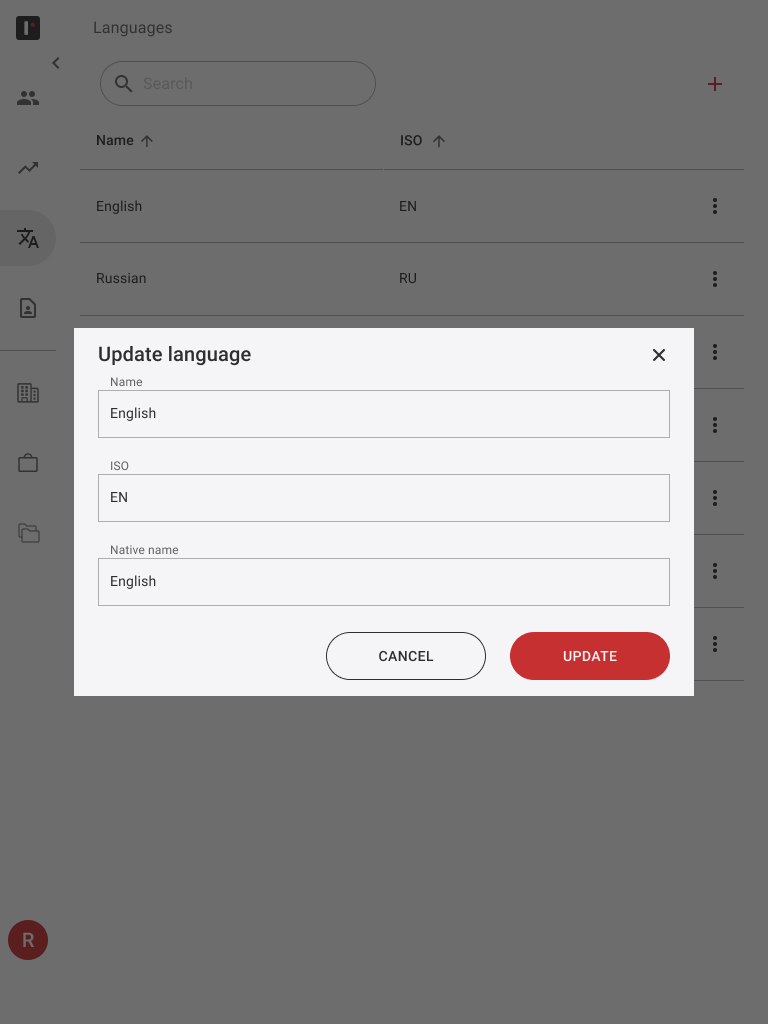 Languages
Search
Name ISO
English EN
Russian RU
Update language
Name
English
ISO
EN
Native name
English
CANCEL UPDATE
R